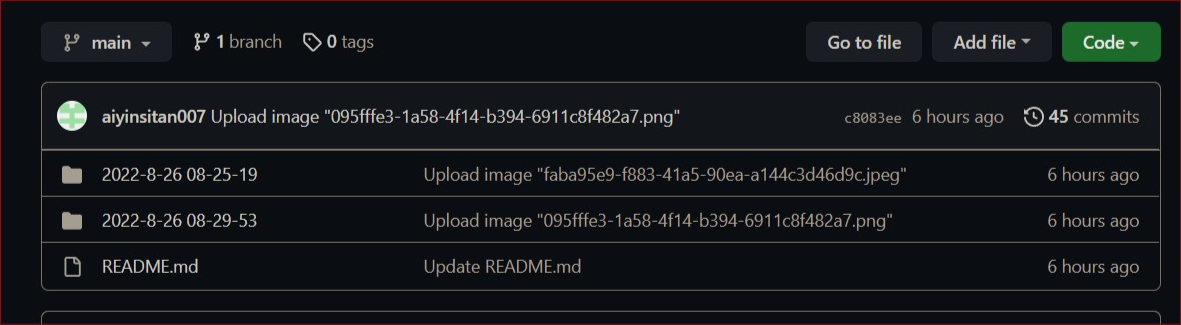 main 1 branch 0 tags Go to file Add file Code
aiyinsitan007 Upload image "095fffe3-1a58-4f14-b394-6911c8f482a7.png" c8083ee 6 hours ago 45 commits
2022-8-26 08-25-19 Upload image "faba95e9-f883-41a5-90ea-a144c3d46d9c.jpeg" 6 hours ago
2022-8-26 08-29-53 Upload image "095fffe3-1a58-4f14-b394-6911c8f482a7.png" 6 hours ago
README.md Update README.md 6 hours ago